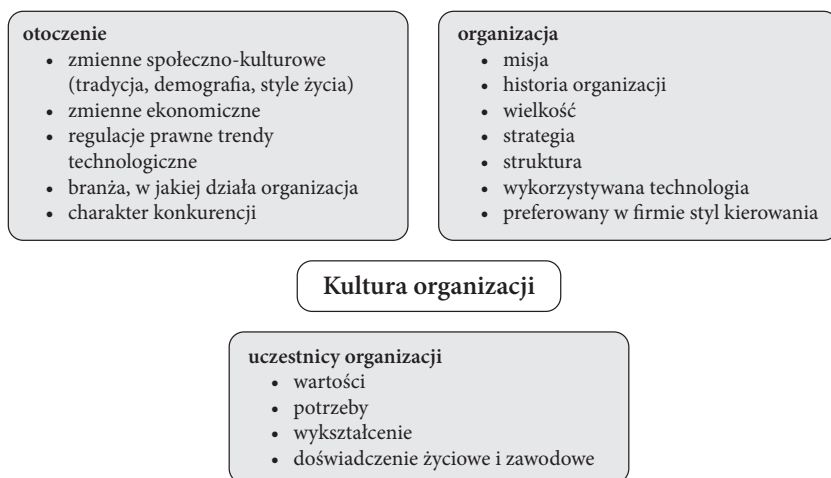 otoczenie
• zmienne społeczno-kulturowe
(tradycja, demografia, style życia)
• zmienne ekonomiczne
• regulacje prawne trendy
technologiczne
• branża, w jakiej działa organizacja
• charakter konkurencji
organizacja
• misja
• historia organizacji
• wielkość
• strategia
• struktura
• wykorzystywana technologia
• preferowany w firmie styl kierowania
Kultura organizacji
uczestnicy organizacji
• wartości
• potrzeby
• wykształcenie
• doświadczenie życiowe i zawodowe